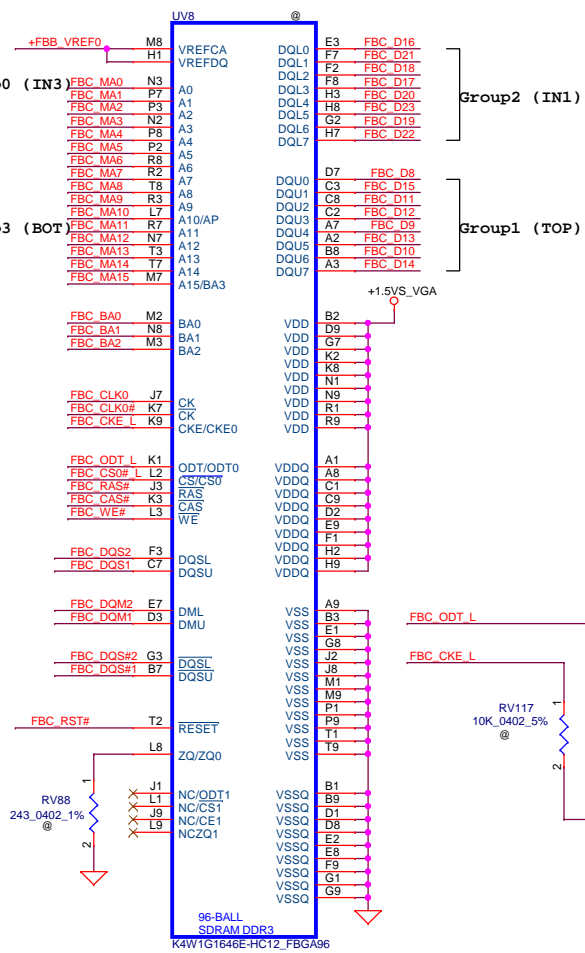 UV8 @
+FBB_VREF0 M8 VREFCA DQL0 E3 FBC_D16
H1 VREFDQ DQL1 F7 FBC_D21
DQL2 F2 FBC_D18
0 (IN3) FBC_MA0 N3 A0 DQL3 F8 FBC_D17
FBC_MA1 P7 A1 DQL4 H3 FBC_D20 Group2 (IN1)
FBC_MA2 P3 A2 DQL5 H8 FBC_D23
FBC_MA3 N2 A3 DQL6 G2 FBC_D19
FBC_MA4 P8 A4 DQL7 H7 FBC_D22
FBC_MA5 P2 A5
FBC_MA6 R8 A6
FBC_MA7 R2 A7 DQU0 D7 FBC_D8
FBC_MA8 T8 A8 DQU1 C3 FBC_D15
FBC_MA9 R3 A9 DQU2 C8 FBC_D11
FBC_MA10 L7 A10/AP DQU3 C2 FBC_D12
3 (BOT) FBC_MA11 R7 A11 DQU4 A7 FBC_D9 Group1 (TOP)
FBC_MA12 N7 A12 DQU5 A2 FBC_D13
FBC_MA13 T3 A13 DQU6 B8 FBC_D10
FBC_MA14 T7 A14 DQU7 A3 FBC_D14
FBC_MA15 M7 A15/BA3
+1.5VS_VGA
FBC_BA0 M2 BA0 VDD B2
FBC_BA1 N8 BA1 VDD D9
FBC_BA2 M3 BA2 VDD G7
VDD K2
VDD K8
VDD N1
FBC_CLK0 J7 CK VDD N9
FBC_CLK0# K7 CK VDD R1
FBC_CKE_L K9 CKE/CKE0 VDD R9
FBC_ODT_L K1 ODT/ODT0 VDDQ A1
FBC_CS0#_L L2 CS/CS0 VDDQ A8
FBC_RAS# J3 RAS VDDQ C1
FBC_CAS# K3 CAS VDDQ C9
FBC_WE# L3 WE VDDQ D2
VDDQ E9
VDDQ F1
FBC_DQS2 F3 DQSL VDDQ H2
FBC_DQS1 C7 DQSU VDDQ H9
FBC_DQM2 E7 DML VSS A9
FBC_DQM1 D3 DMU VSS B3 FBC_ODT_L
VSS E1
VSS G8
FBC_DQS#2 G3 DQSL VSS J2 FBC_CKE_L
FBC_DQS#1 B7 DQSU VSS J8
VSS M1
VSS M9
VSS P1
FBC_RST# T2 RESET VSS P9
VSS T1
L8 ZQ/ZQ0 VSS T9
1
RV117
10K_0402_5%
@
2
J1 NC/ODT1 VSSQ B1
L1 NC/CS1 VSSQ B9
J9 NC/CE1 VSSQ D1
L9 NCZQ1 VSSQ D8
VSSQ E2
VSSQ E8
VSSQ F9
VSSQ G1
VSSQ G9
1
RV88
243_0402_1%
@
2
96-BALL
SDRAM DDR3
K4W1G1646E-HC12_FBGA96